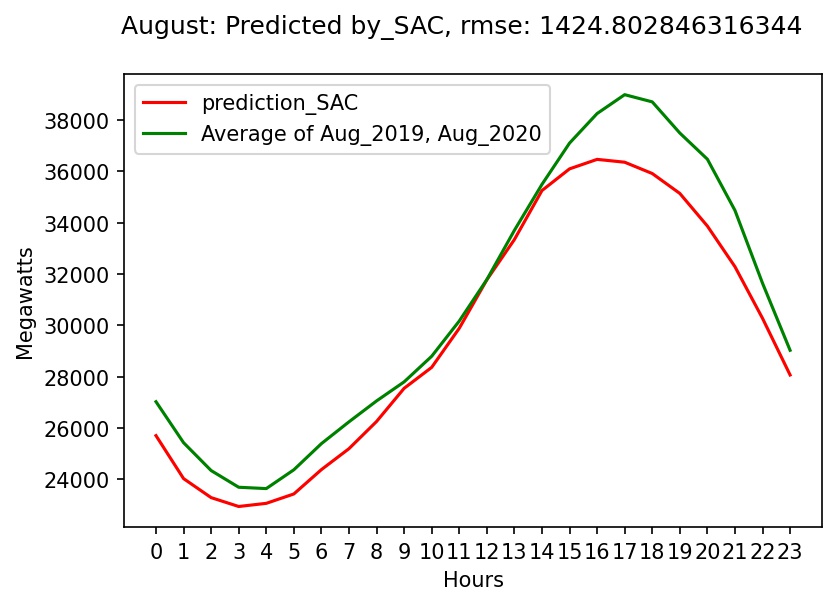 August: Predicted by_SAC, rmse: 1424.802846316344
prediction_SAC
Average of Aug_2019, Aug_2020
Megawatts
38000
36000
34000
32000
30000
28000
26000
24000
0 1 2 3 4 5 6 7 8 9 10 11 12 13 14 15 16 17 18 19 20 21 22 23
Hours